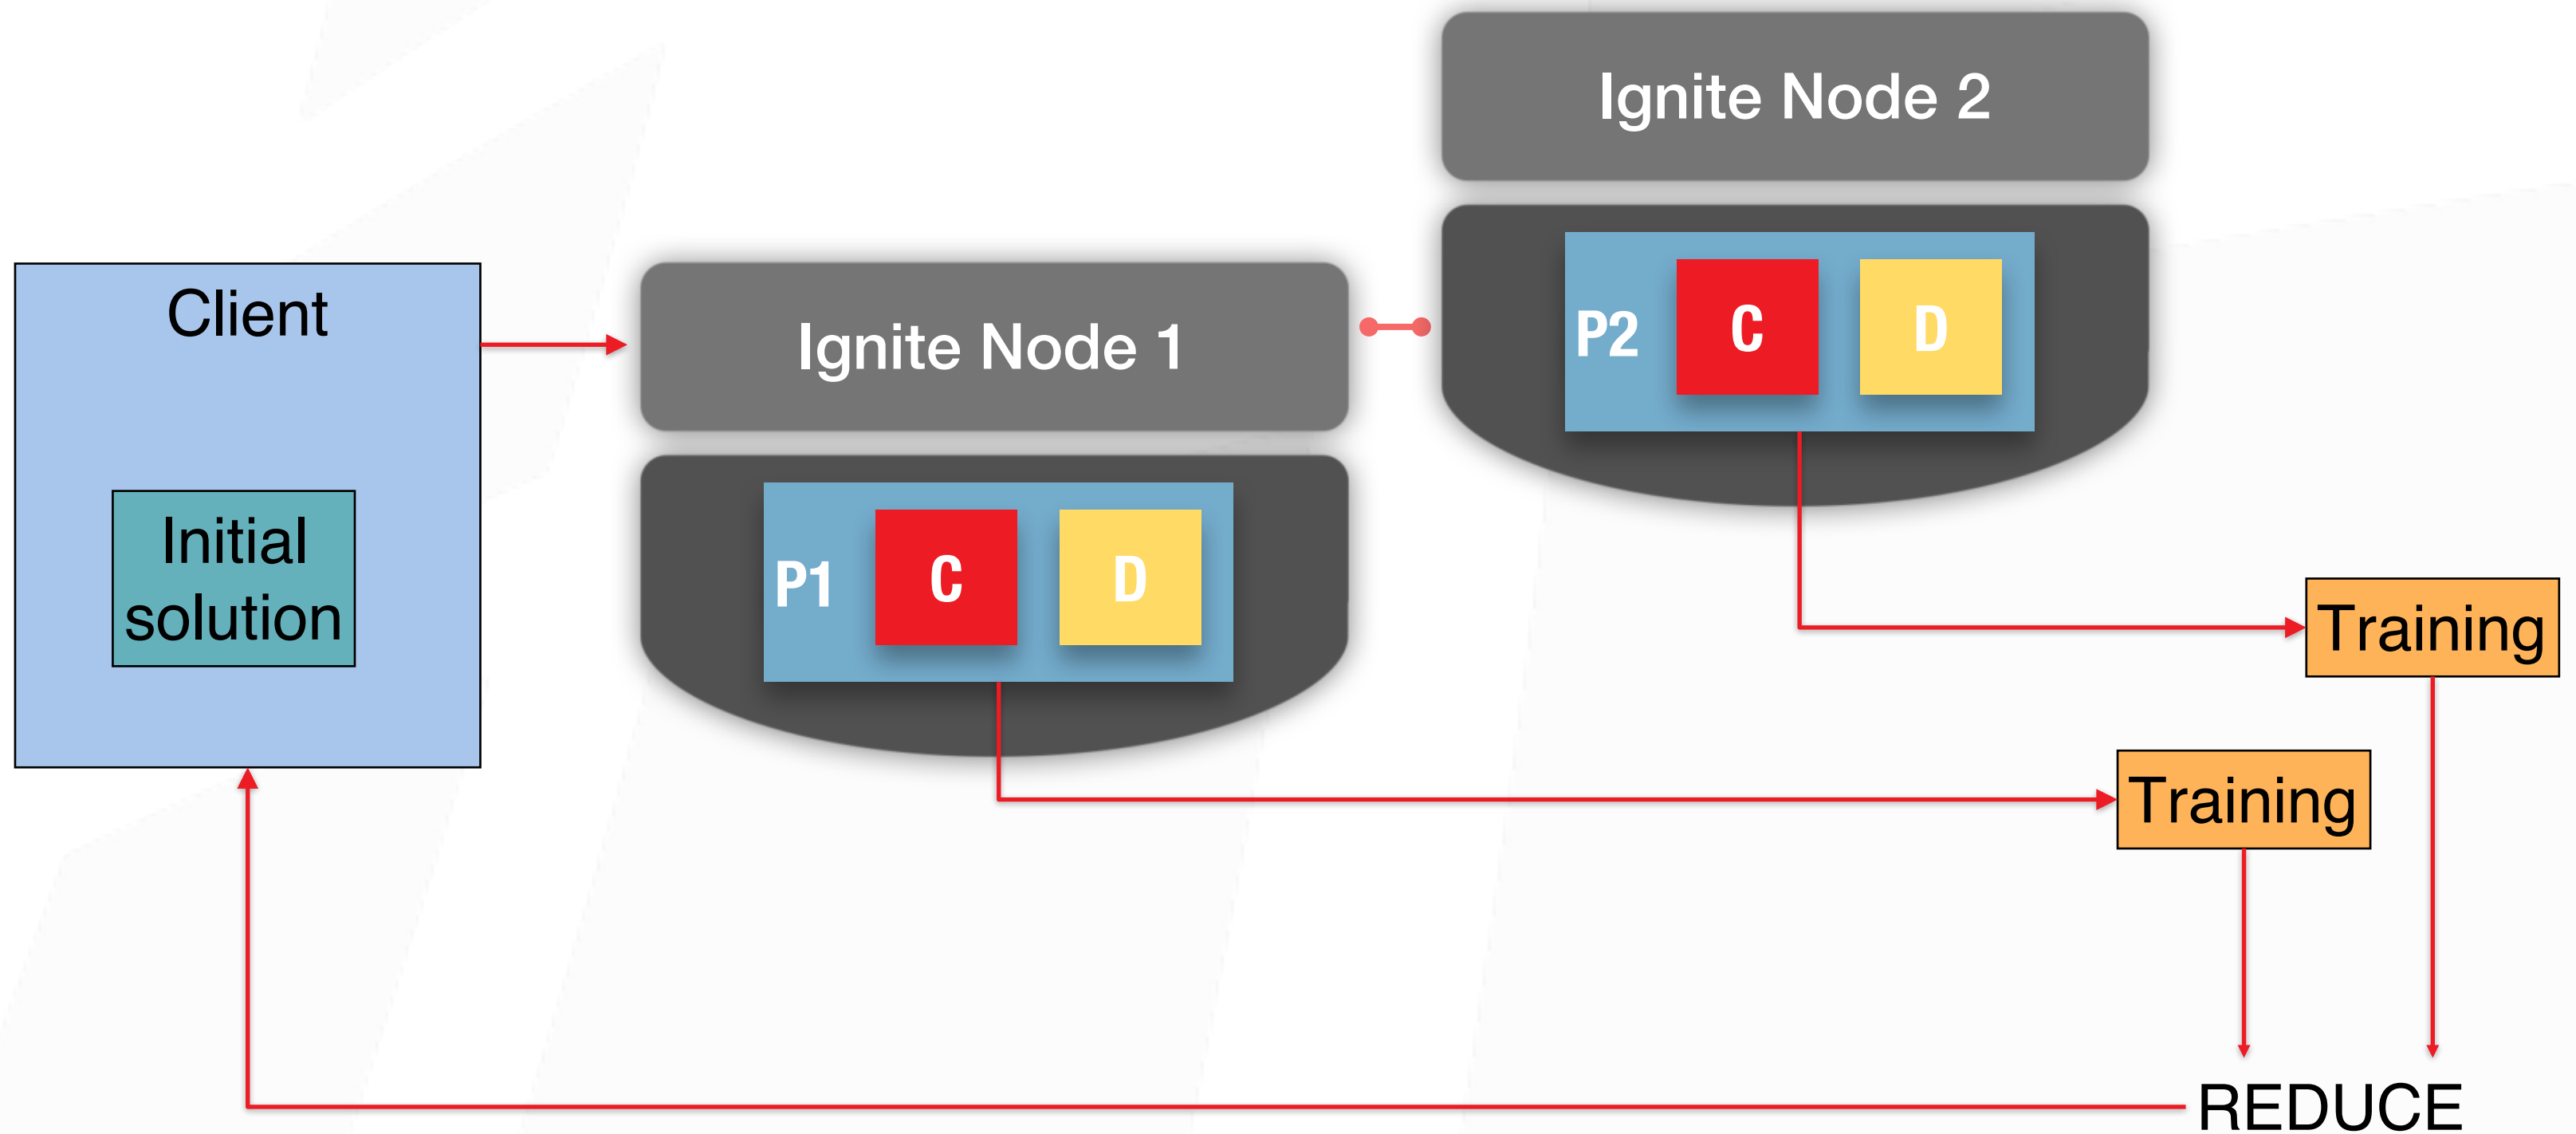 Ignite Node 2
Client
Ignite Node 1
P2 C D
Initial
solution
P1 C D
Training
Training
REDUCE